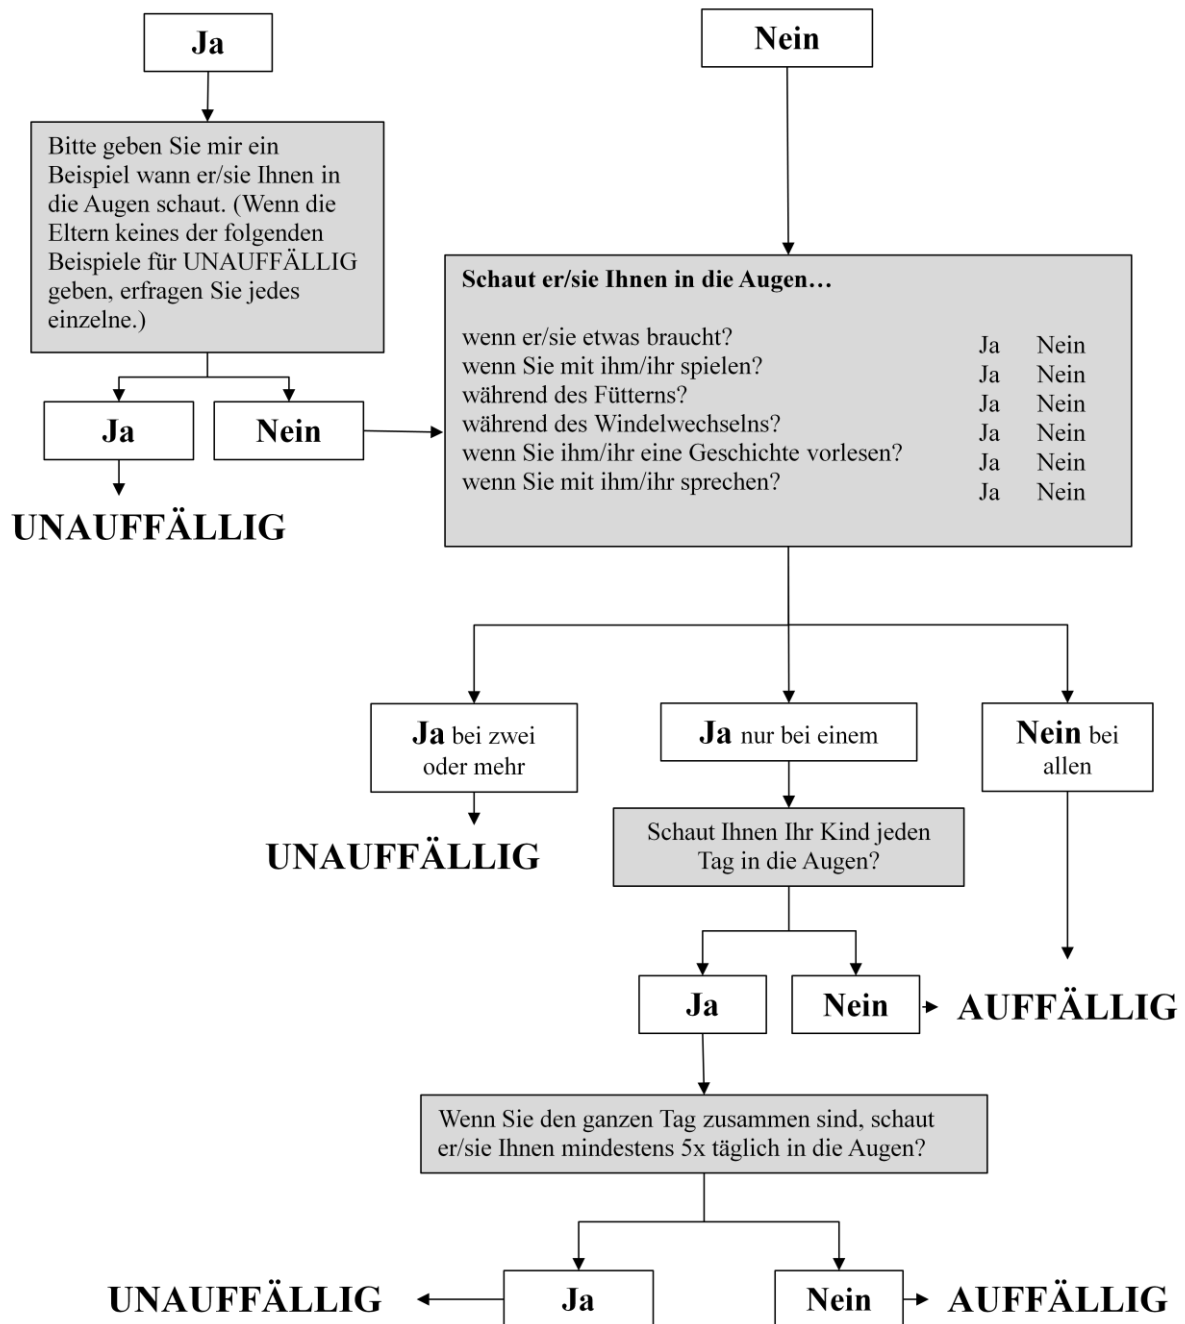 Ja
Nein
Bitte geben Sie mir ein
Beispiel wann er/sie Ihnen in
die Augen schaut. (Wenn die
Eltern keines der folgenden
Beispiele für UNAUFFÄLLIG
geben, erfragen Sie jedes
einzelne.)
Ja
Nein
UNAUFFÄLLIG
Schaut er/sie Ihnen in die Augen…
wenn er/sie etwas braucht? Ja Nein
wenn Sie mit ihm/ihr spielen? Ja Nein
während des Fütterns? Ja Nein
während des Windelwechselns? Ja Nein
wenn Sie ihm/ihr eine Geschichte vorlesen? Ja Nein
wenn Sie mit ihm/ihr sprechen? Ja Nein
Ja bei zwei
oder mehr
UNAUFFÄLLIG
Ja nur bei einem
Nein bei
allen
Schaut Ihnen Ihr Kind jeden
Tag in die Augen?
Ja
Nein
AUFFÄLLIG
Wenn Sie den ganzen Tag zusammen sind, schaut
er/sie Ihnen mindestens 5x täglich in die Augen?
UNAUFFÄLLIG
Ja
Nein
AUFFÄLLIG